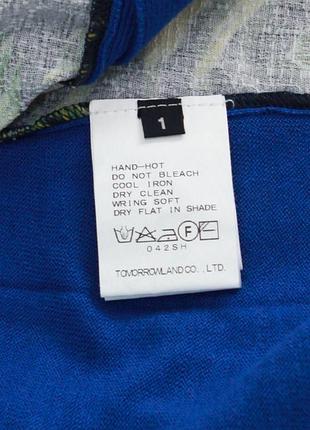 1
HAND-HOT
DO NOT BLEACH
COOL IRON
DRY CLEAN
WRING SOFT
DRY FLAT IN SHADE
F
042SH
TOMORROWLAND CO., LTD.